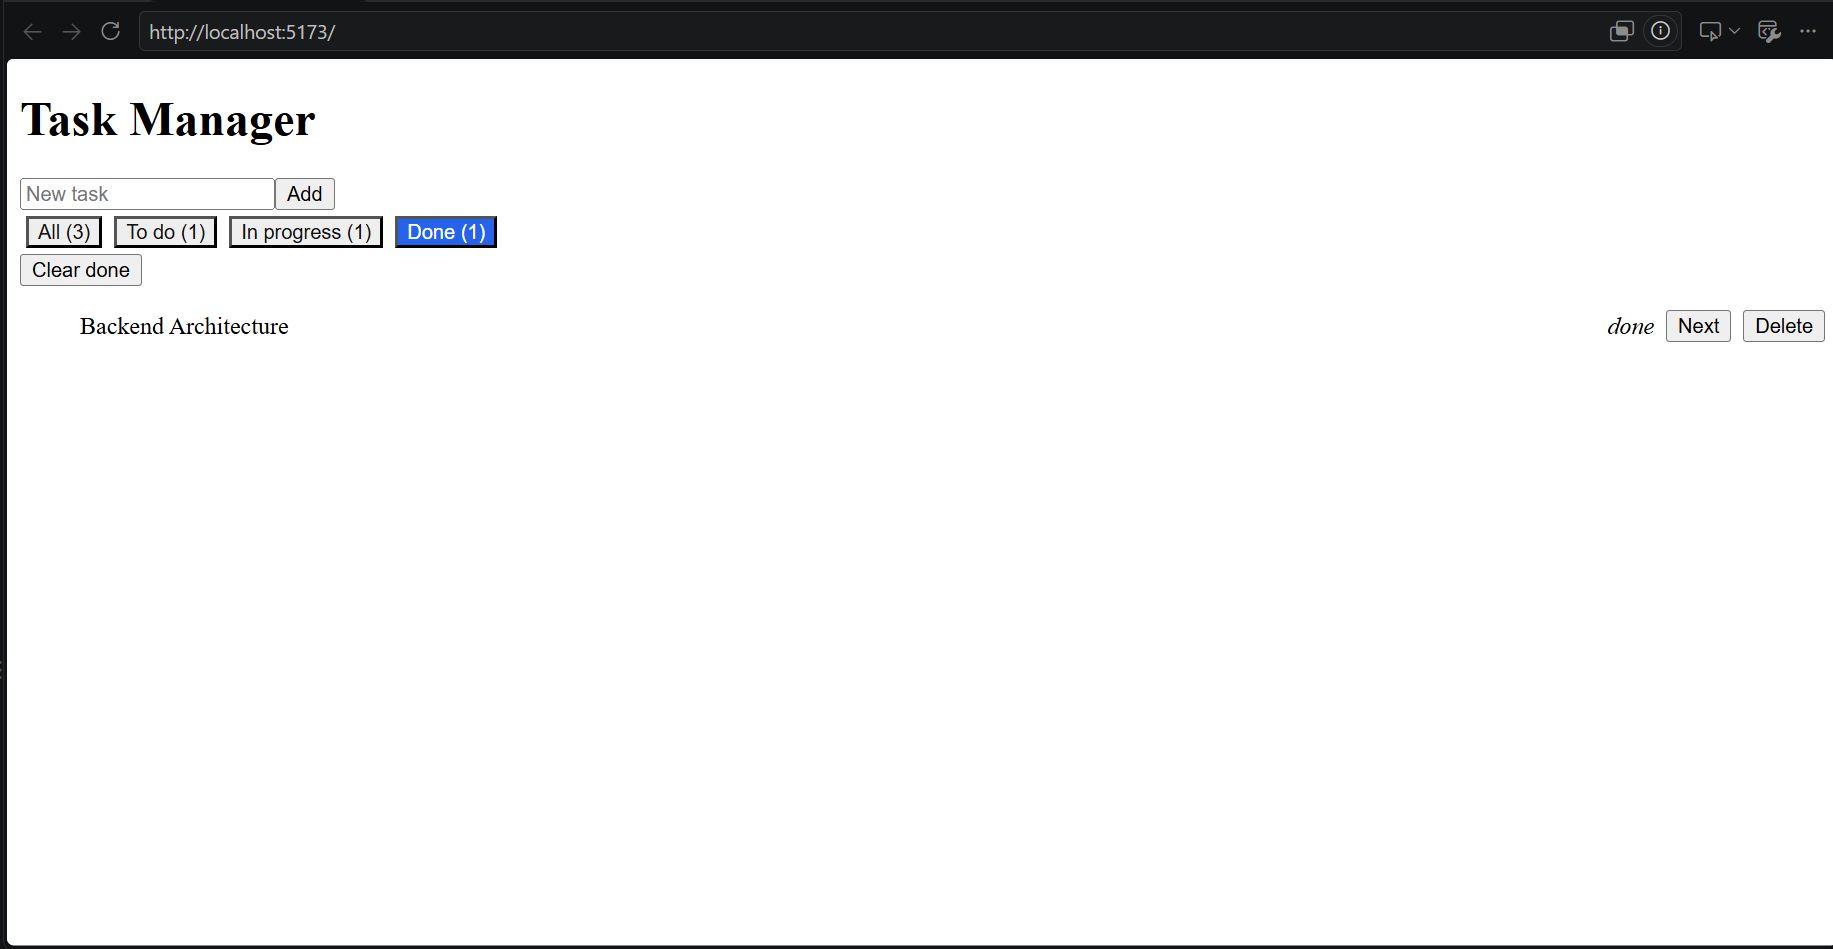 http://localhost:5173/
Task Manager
New task Add
All (3) To do (1) In progress (1) Done (1)
Clear done
Backend Architecture done Next Delete